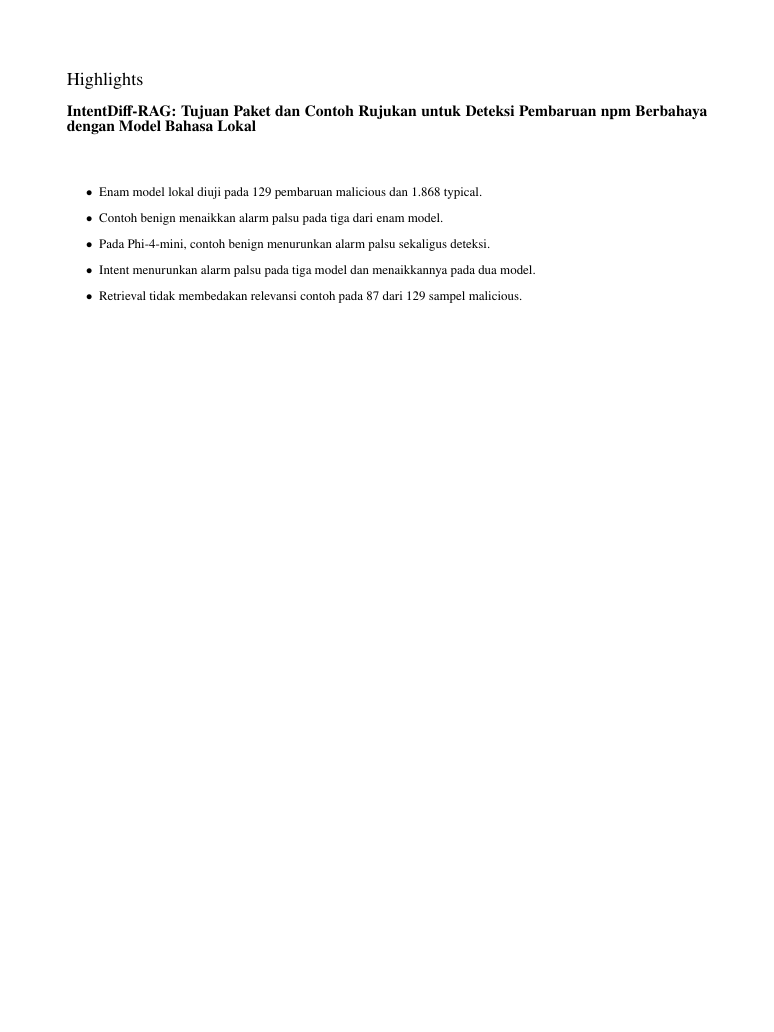 Highlights
IntentDiff-RAG: Tujuan Paket dan Contoh Rujukan untuk Deteksi Pembaruan npm Berbahaya
dengan Model Bahasa Lokal
• Enam model lokal diuji pada 129 pembaruan malicious dan 1.868 typical.
• Contoh benign menaikkan alarm palsu pada tiga dari enam model.
• Pada Phi-4-mini, contoh benign menurunkan alarm palsu sekaligus deteksi.
• Intent menurunkan alarm palsu pada tiga model dan menaikkannya pada dua model.
• Retrieval tidak membedakan relevansi contoh pada 87 dari 129 sampel malicious.